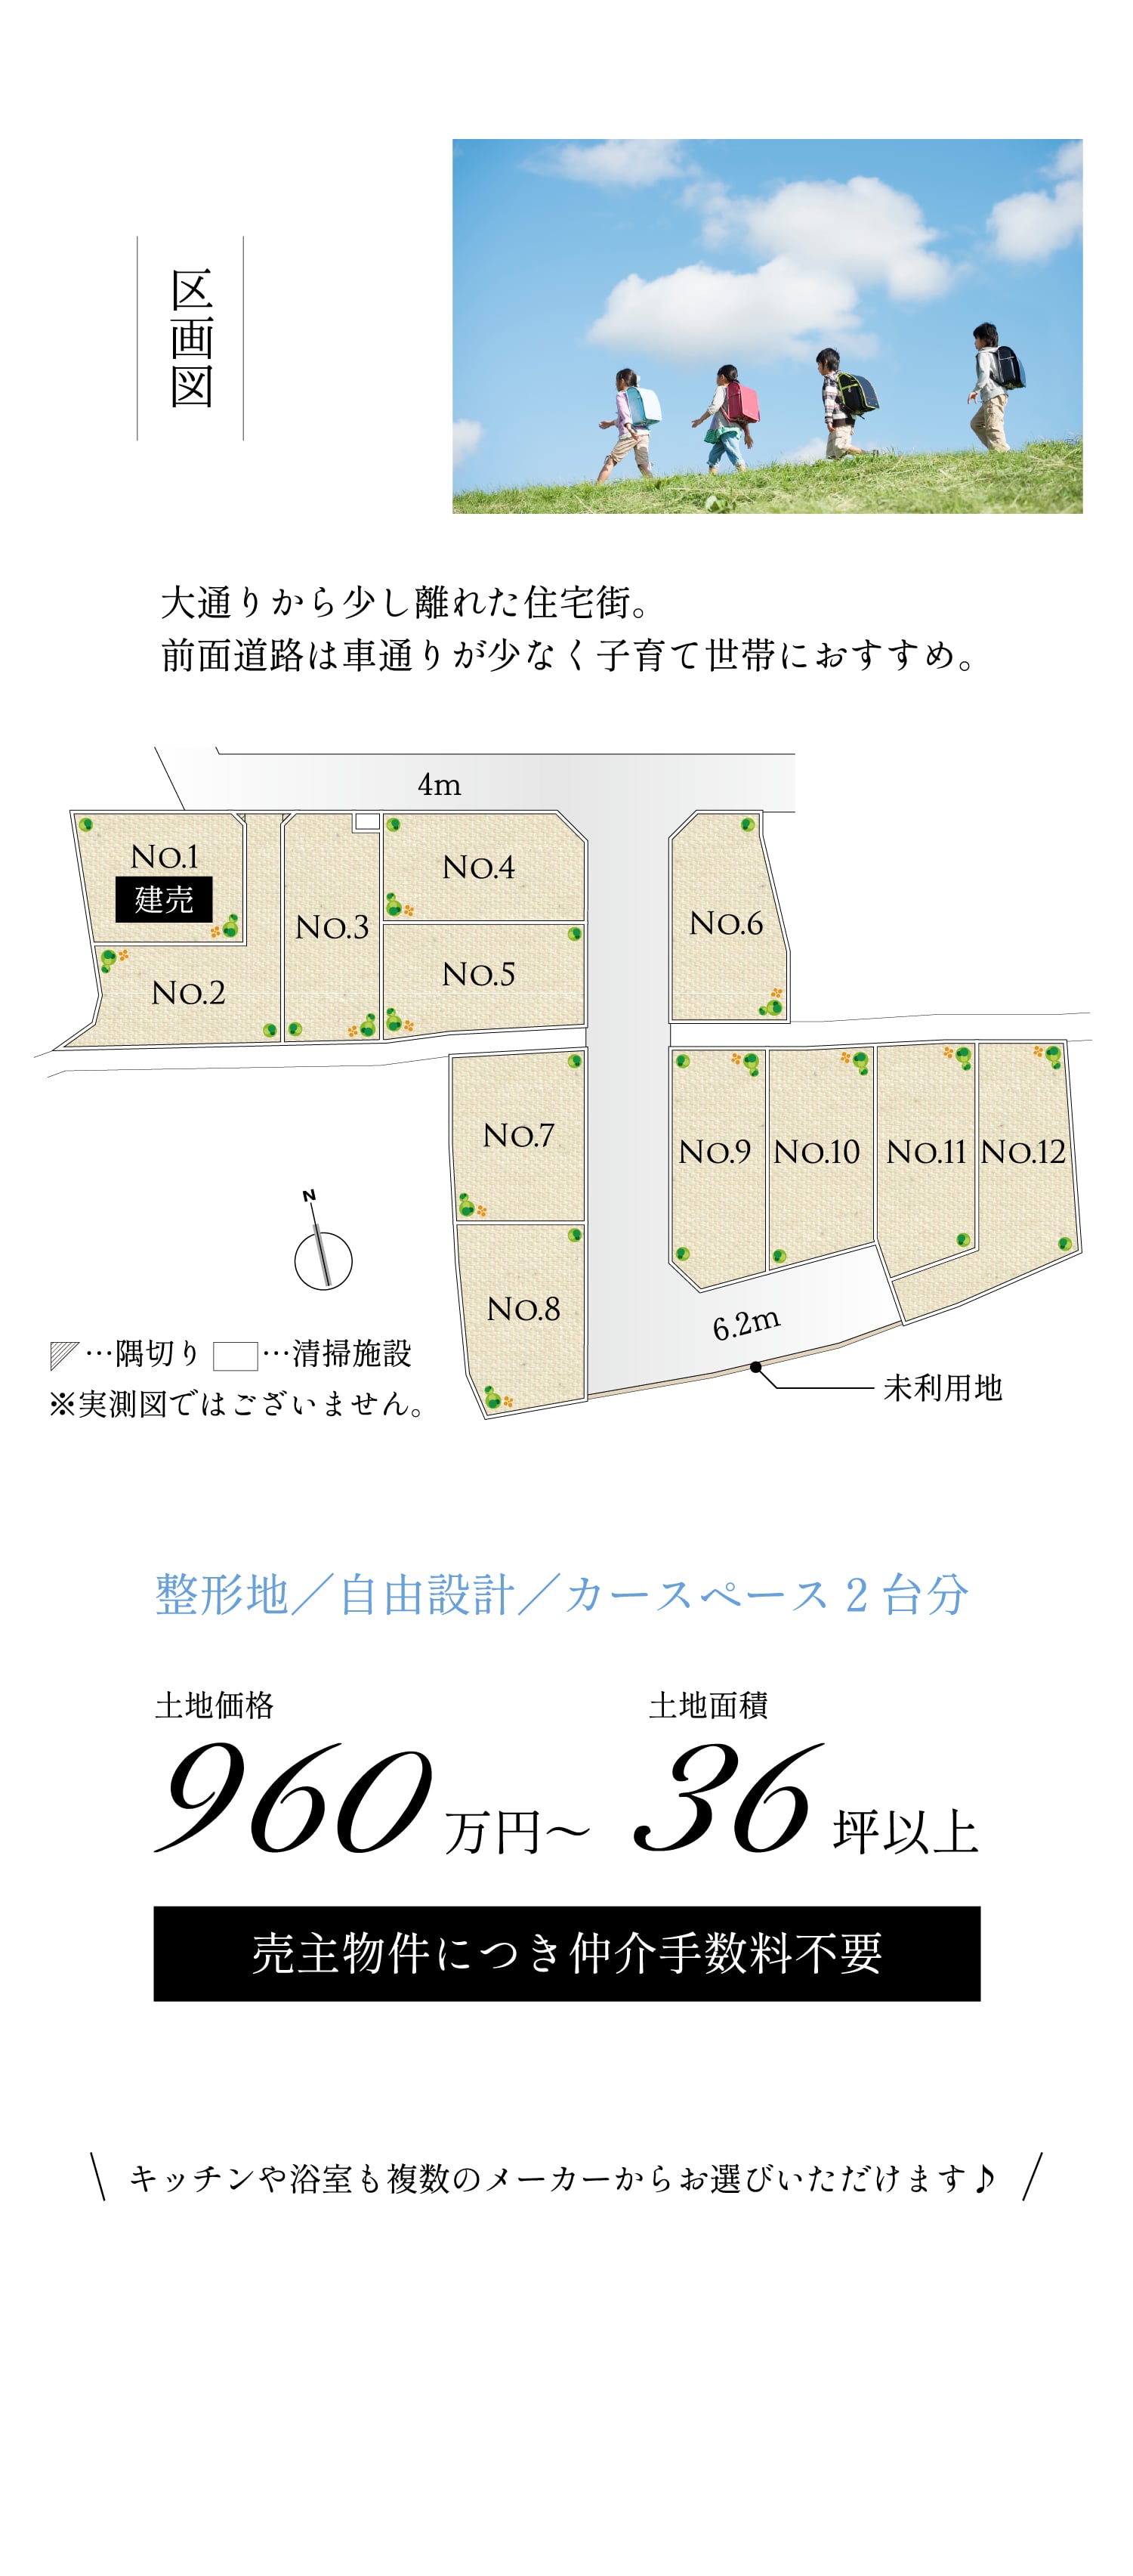 区画図
大通りから少し離れた住宅街。
前面道路は車通りが少なく子育て世帯におすすめ。
4m
No.1
建売
No.2
No.3
No.4
No.5
No.6
No.7
No.8
No.9
No.10
No.11
No.12
N
6.2m
未利用地
…隅切り …清掃施設
※実測図ではございません。
整形地／自由設計／カースペース2台分
土地価格
960万円～
土地面積
36坪以上
売主物件につき仲介手数料不要
\ キッチンや浴室も複数のメーカーからお選びいただけます♪ /